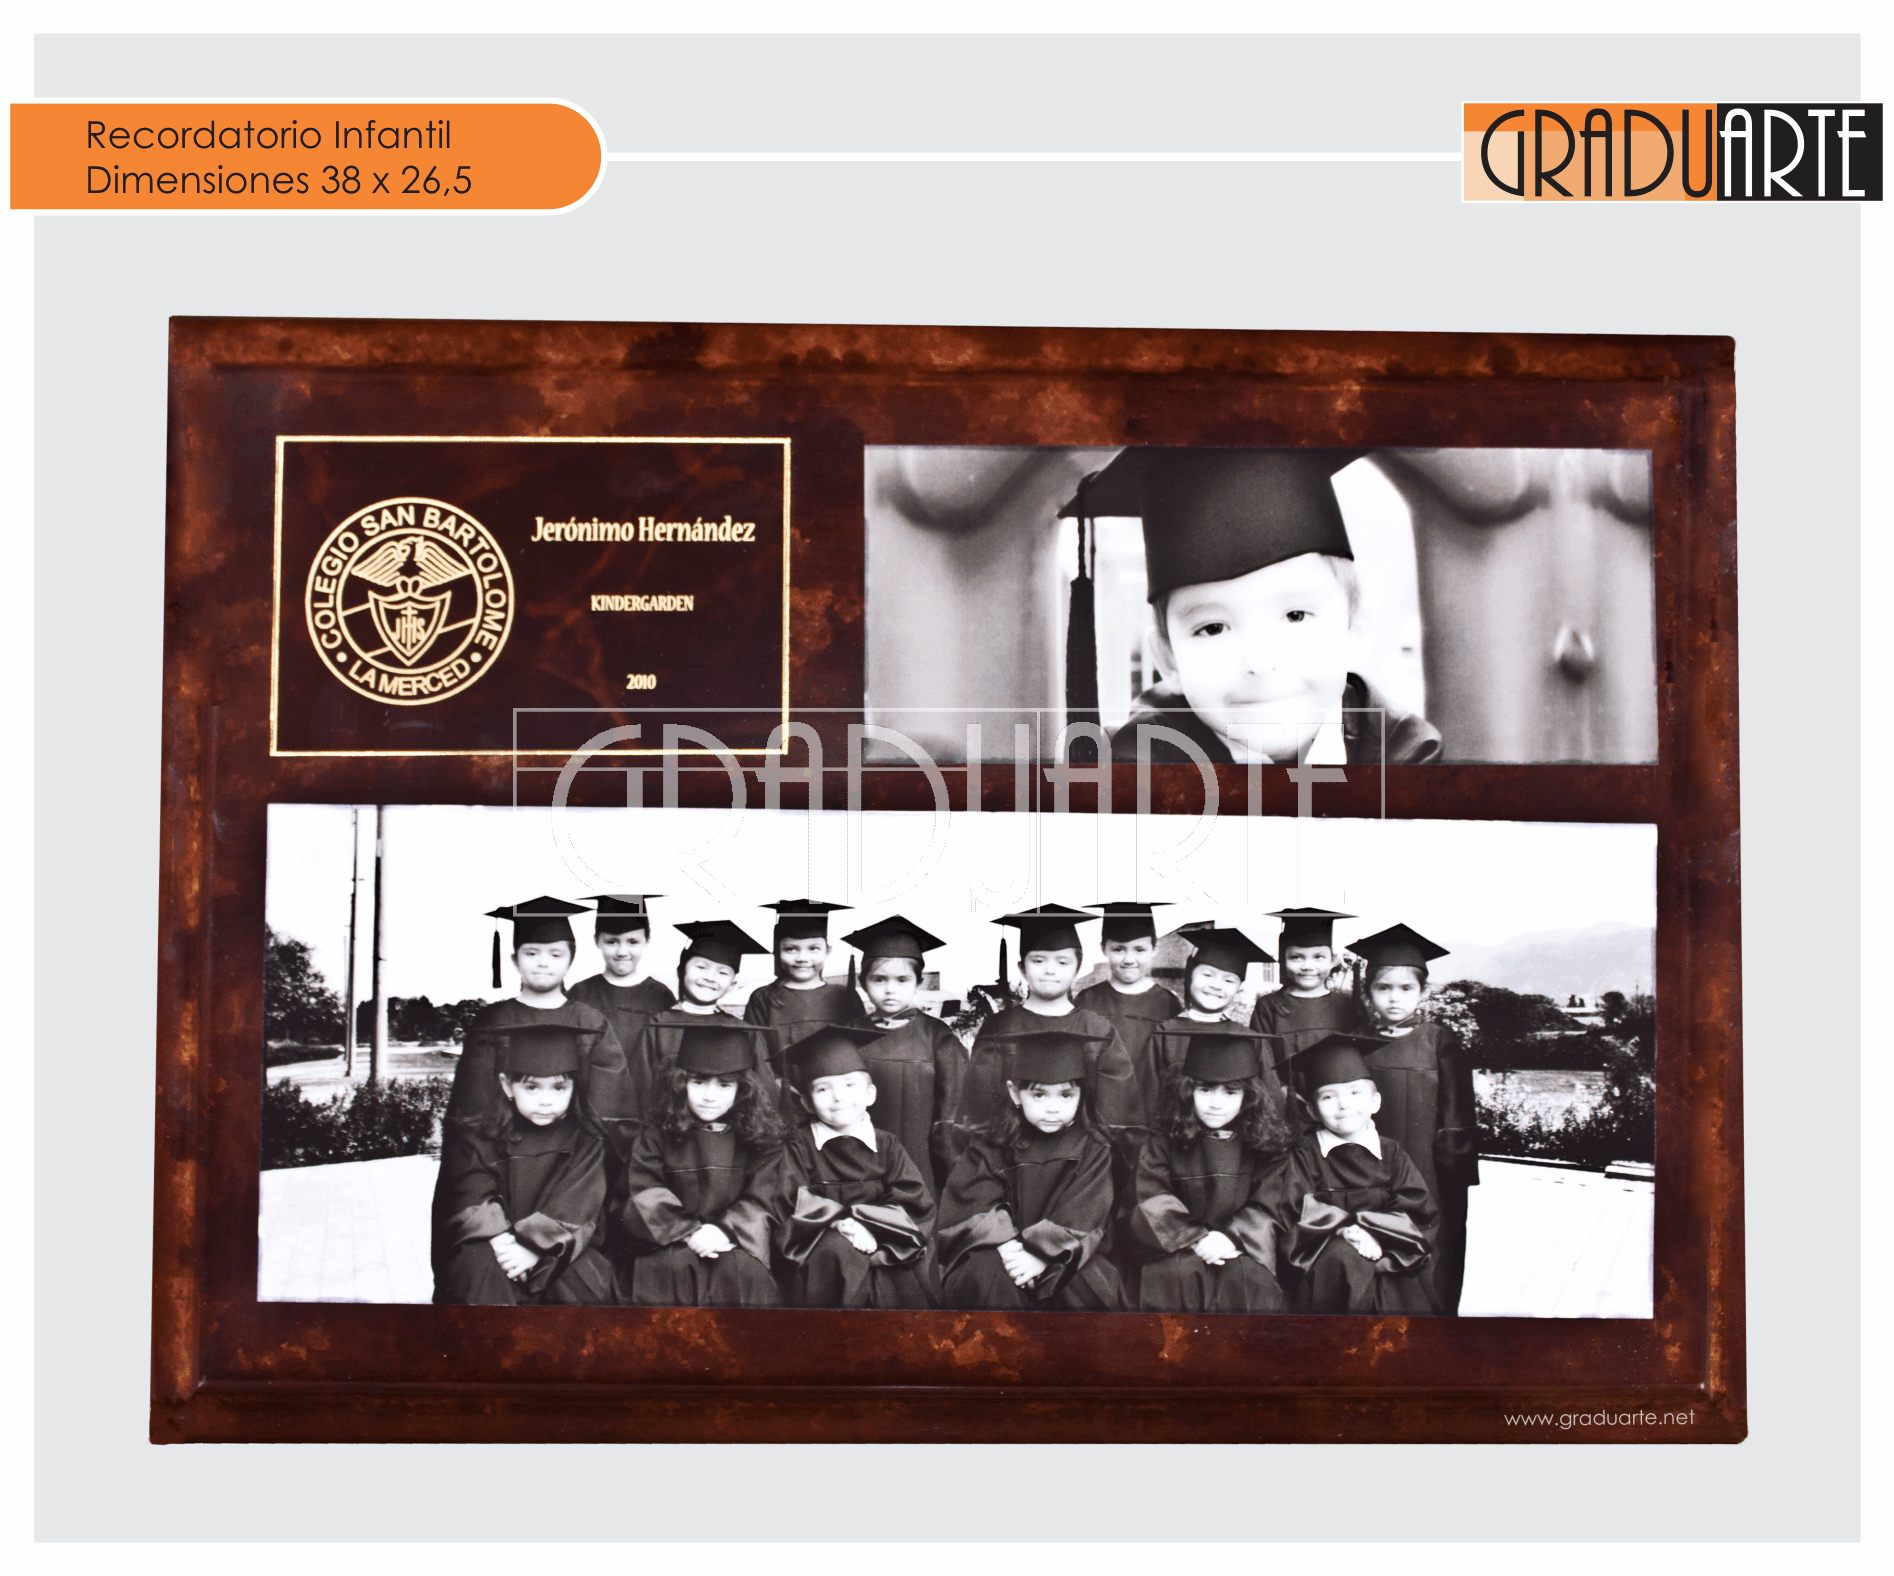 Recordatorio Infantil
Dimensiones 38 x 26,5
GRADUARTE
COLEGIO SAN BARTOLOME
LA MERCED
JHS
Jerónimo Hernández
KINDERGARDEN
2010
GRADUARTE
www.graduarte.net